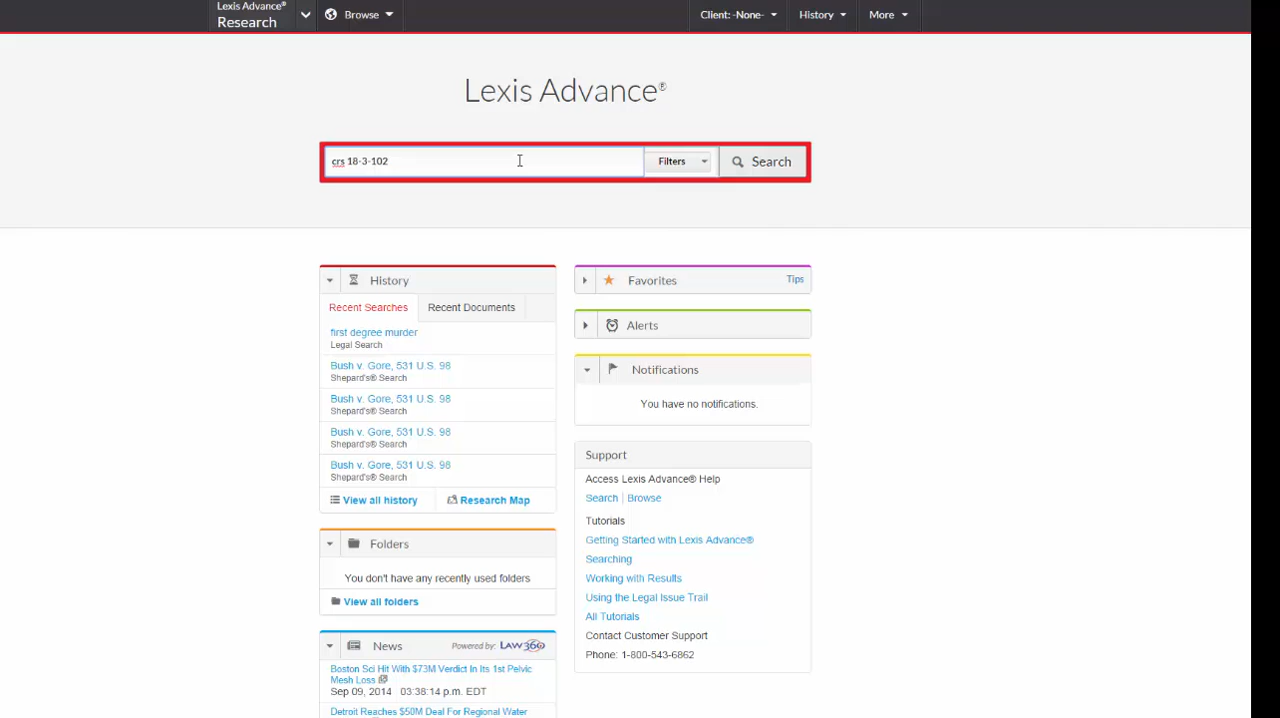 Lexis Advance®
Research
Browse
Client: -None-
History
More
Lexis Advance®
crs 18-3-102
Filters
Search
History
Recent Searches
Recent Documents
first degree murder
Legal Search
Bush v. Gore, 531 U.S. 98
Shepard's® Search
Bush v. Gore, 531 U.S. 98
Shepard's® Search
Bush v. Gore, 531 U.S. 98
Shepard's® Search
Bush v. Gore, 531 U.S. 98
Shepard's® Search
View all history
Research Map
Folders
You don't have any recently used folders
View all folders
News
Powered by: LAW360
Boston Sci Hit With $73M Verdict In Its 1st Pelvic
Mesh Loss
Sep 09, 2014 03:38:14 p.m. EDT
Detroit Reaches $50M Deal For Regional Water
Favorites
Tips
Alerts
Notifications
You have no notifications.
Support
Access Lexis Advance® Help
Search | Browse
Tutorials
Getting Started with Lexis Advance®
Searching
Working with Results
Using the Legal Issue Trail
All Tutorials
Contact Customer Support
Phone: 1-800-543-6862